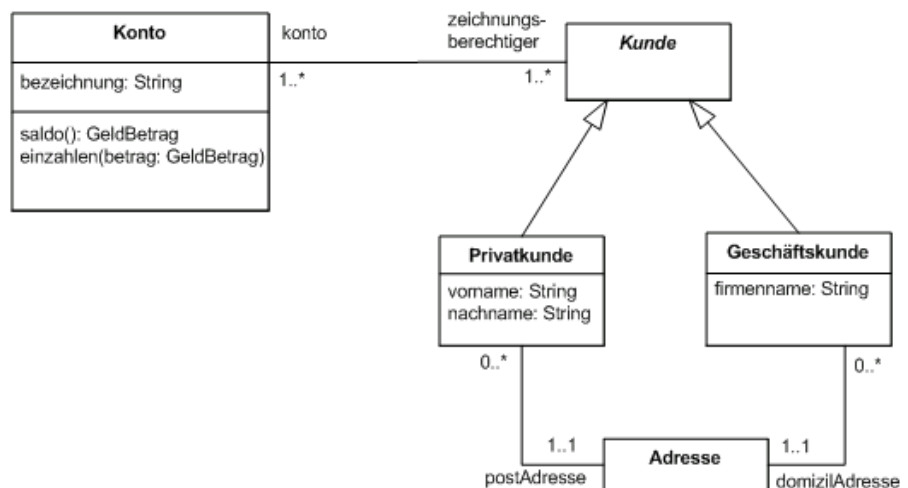 Konto
bezeichnung: String
saldo(): GeldBetrag
einzahlen(betrag: GeldBetrag)
konto
1..*
zeichnungs-
berechtiger
1..*
Kunde
Privatkunde
vorname: String
nachname: String
0..*
Geschäftskunde
firmenname: String
0..*
1..1
postAdresse
Adresse
1..1
domizilAdresse